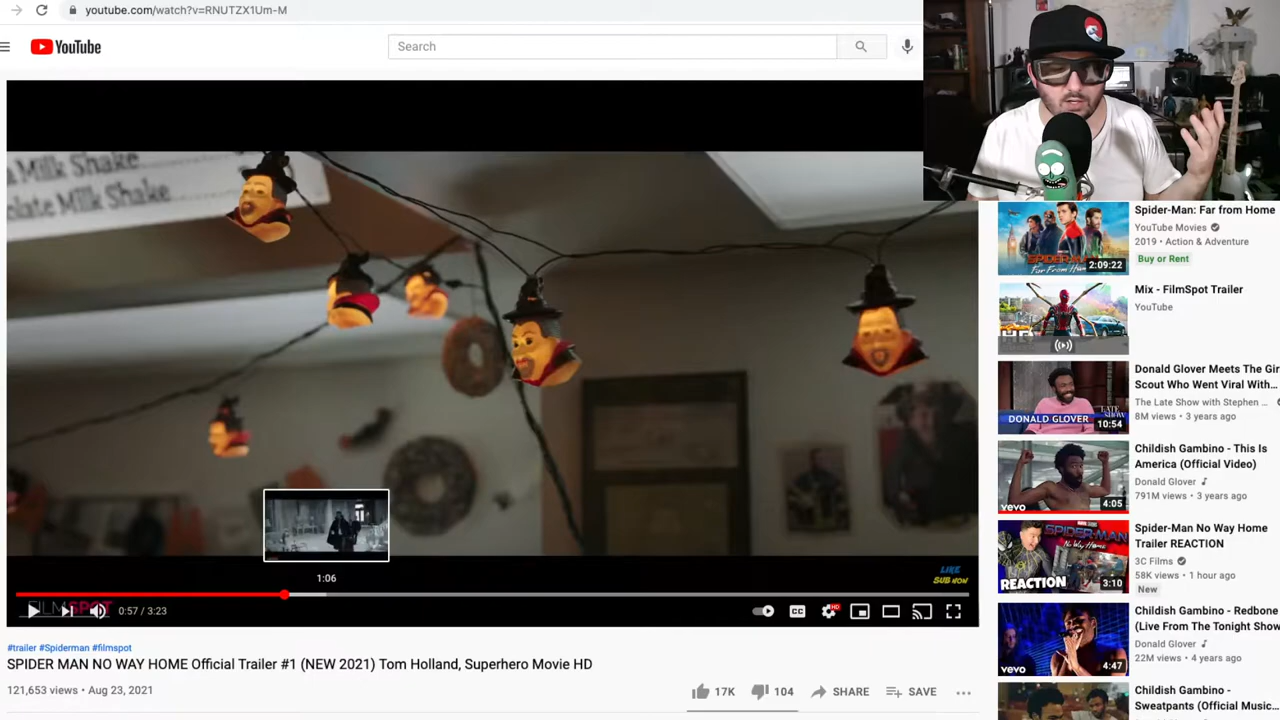 youtube.com/watch?v=RNUTZX1Um-M
YouTube
Search
Milk Shake
late Milk Shake
1:06
LIKE
SUB NOW
FILMSPOT
0:57 / 3:23
CC
HD
#trailer #Spiderman #filmspot
SPIDER MAN NO WAY HOME Official Trailer #1 (NEW 2021) Tom Holland, Superhero Movie HD
121,653 views • Aug 23, 2021
17K
104
SHARE
SAVE
2:09:22
Spider-Man: Far from Home
YouTube Movies
2019 • Action & Adventure
Buy or Rent
Mix - FilmSpot Trailer
YouTube
DONALD GLOVER
LATE
10:54
Donald Glover Meets The Girl
Scout Who Went Viral With...
The Late Show with Stephen ...
8M views • 3 years ago
vevo
4:05
Childish Gambino - This Is
America (Official Video)
Donald Glover
791M views • 3 years ago
SPIDER-MAN
No Way Home
REACTION
3:10
Spider-Man No Way Home
Trailer REACTION
3C Films
58K views • 1 hour ago
New
vevo
4:47
Childish Gambino - Redbone
(Live From The Tonight Show
Donald Glover
22M views • 4 years ago
Childish Gambino -
Sweatpants (Official Music...